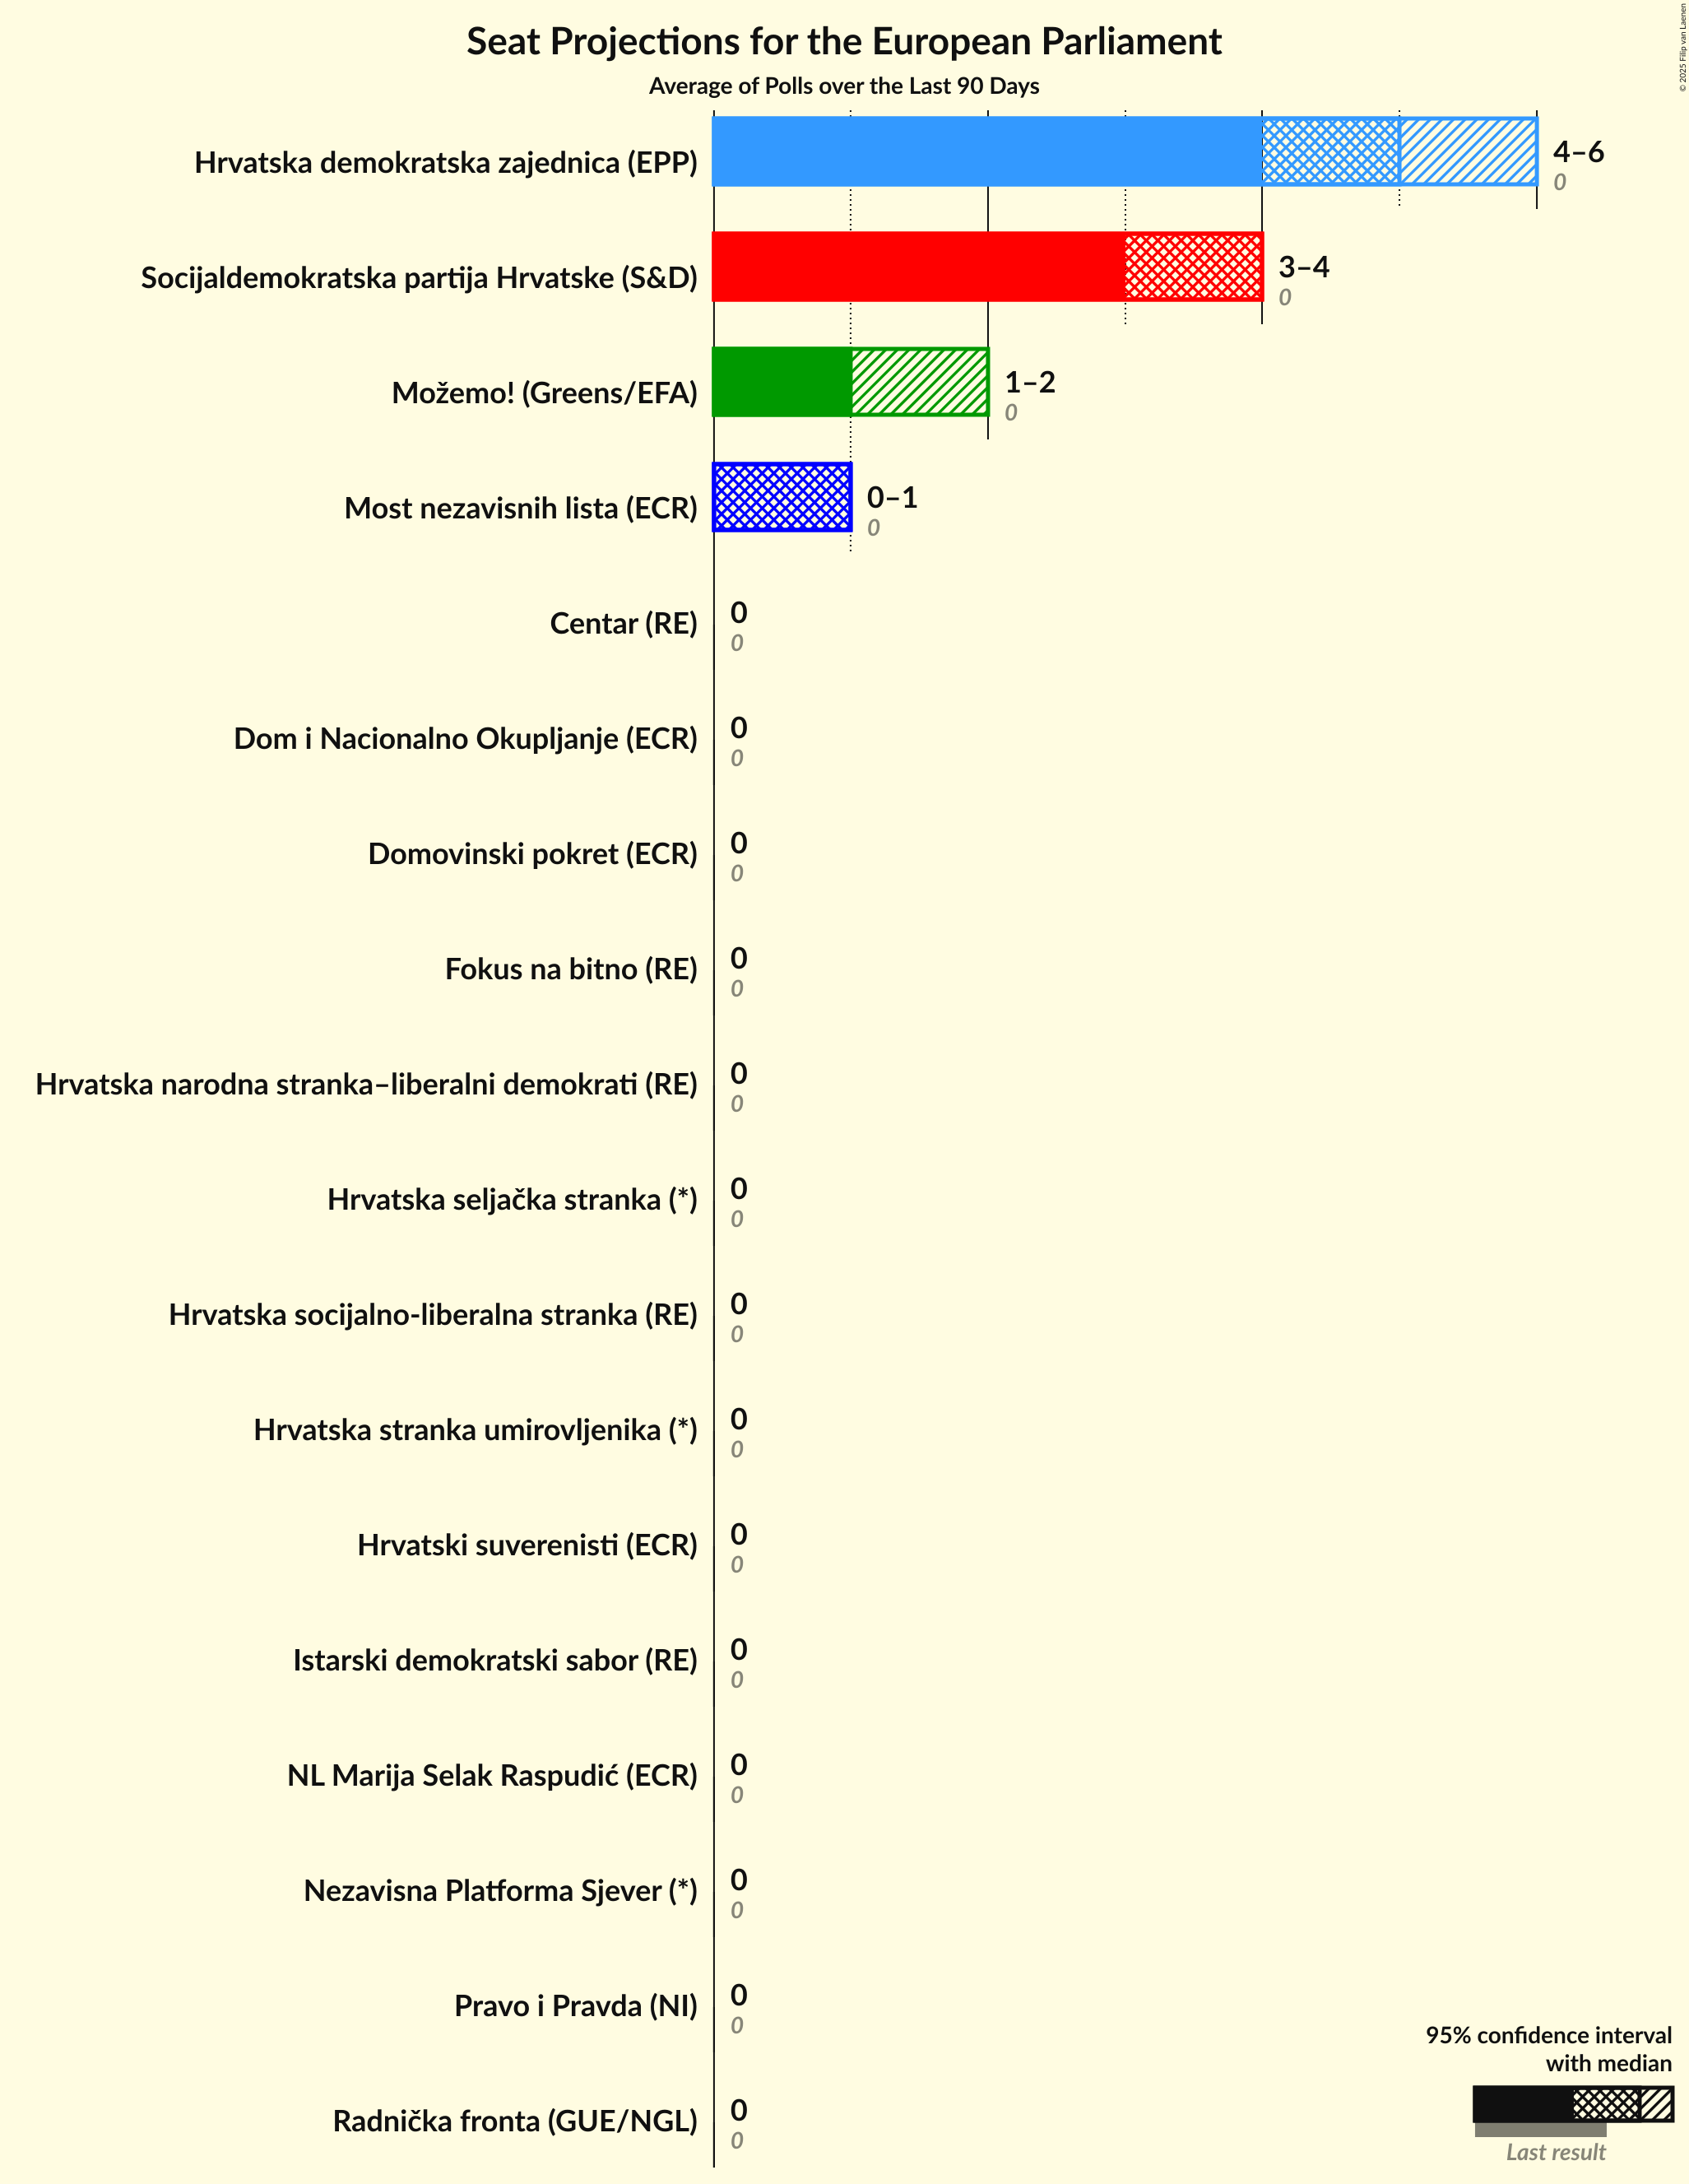 Seat Projections for the European Parliament
Average of Polls over the Last 90 Days
© 2025 Filip van Laenen
Hrvatska demokratska zajednica (EPP)
4–6
0
Socijaldemokratska partija Hrvatske (S&D)
3–4
0
Možemo! (Greens/EFA)
1–2
0
Most nezavisnih lista (ECR)
0–1
0
Centar (RE)
0
0
Dom i Nacionalno Okupljanje (ECR)
0
0
Domovinski pokret (ECR)
0
0
Fokus na bitno (RE)
0
0
Hrvatska narodna stranka–liberalni demokrati (RE)
0
0
Hrvatska seljačka stranka (*)
0
0
Hrvatska socijalno-liberalna stranka (RE)
0
0
Hrvatska stranka umirovljenika (*)
0
0
Hrvatski suverenisti (ECR)
0
0
Istarski demokratski sabor (RE)
0
0
NL Marija Selak Raspudić (ECR)
0
0
Nezavisna Platforma Sjever (*)
0
0
Pravo i Pravda (NI)
0
0
Radnička fronta (GUE/NGL)
0
0
95% confidence interval
with median
Last result